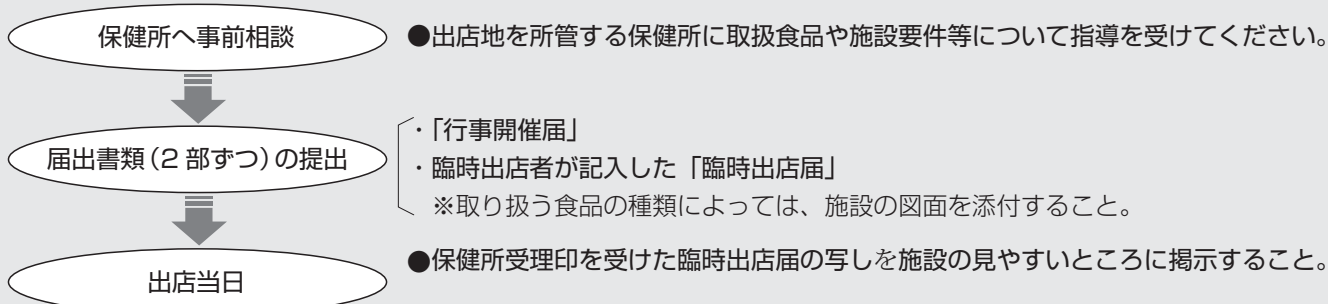 保健所へ事前相談
●出店地を所管する保健所に取扱食品や施設要件等について指導を受けてください。
届出書類(2 部ずつ)の提出
・「行事開催届」
・臨時出店者が記入した「臨時出店届」
※取り扱う食品の種類によっては、施設の図面を添付すること。
出店当日
●保健所受理印を受けた臨時出店届の写しを施設の見やすいところに掲示すること。